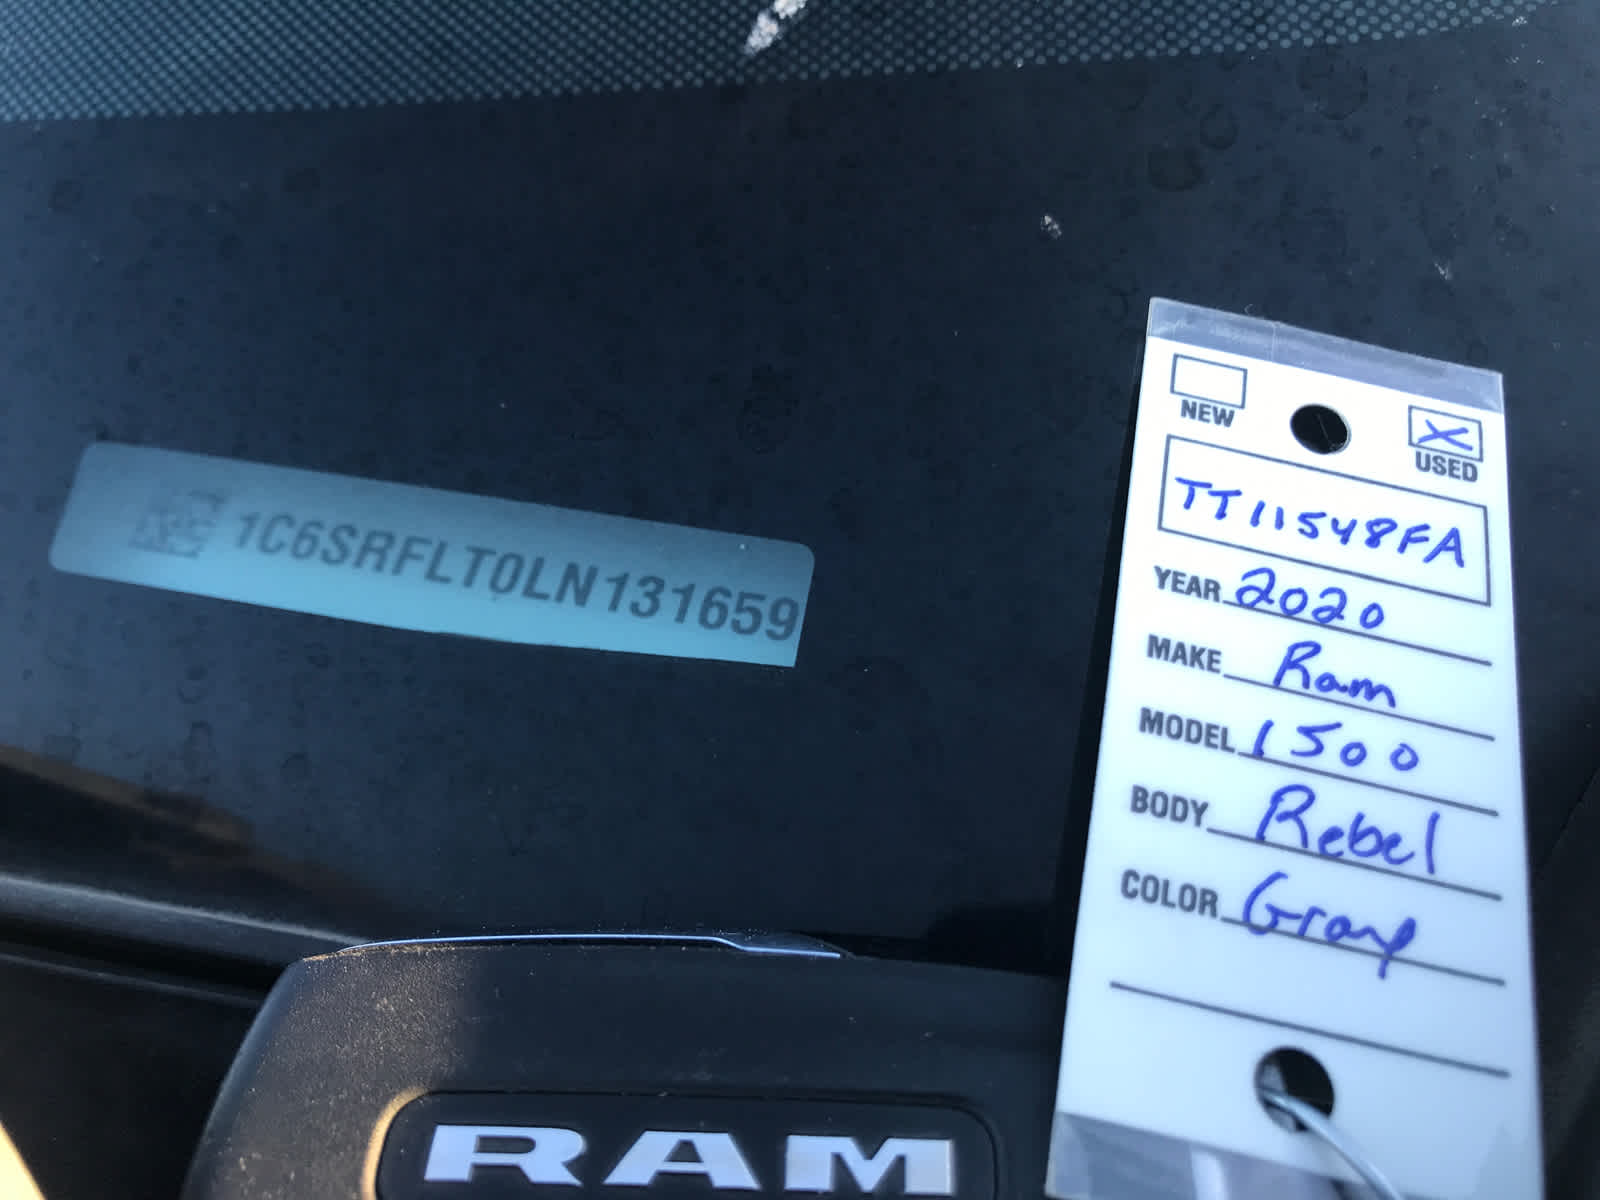 1C6SRFLT0LN131659
NEW
USED
TT11548FA
YEAR 2020
MAKE Ram
MODEL 1500
BODY Rebel
COLOR Gray
RAM